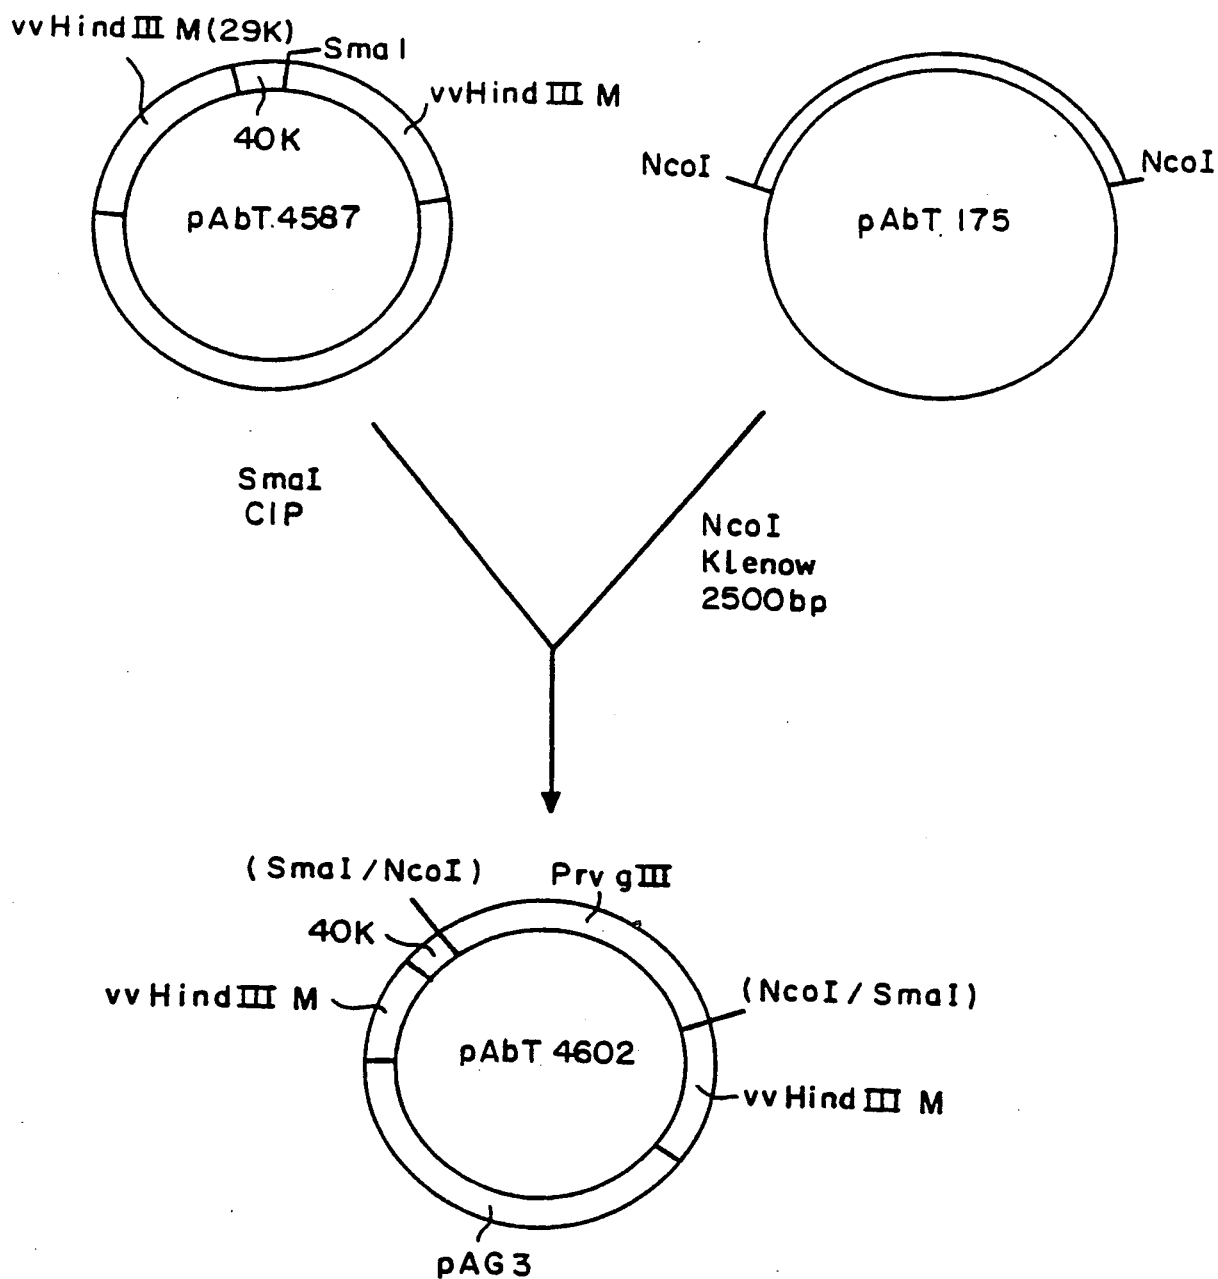 vvHindIII M(29K)
SmaI
vvHindIII M
40K
pAbT.4587
NcoI
NcoI
pAbT. 175
SmaI
CIP
NcoI
Klenow
2500bp
(SmaI/NcoI)
Prv gIII
40K
vvHindIII M
(NcoI/SmaI)
pAbT 4602
vvHindIII M
pAG3